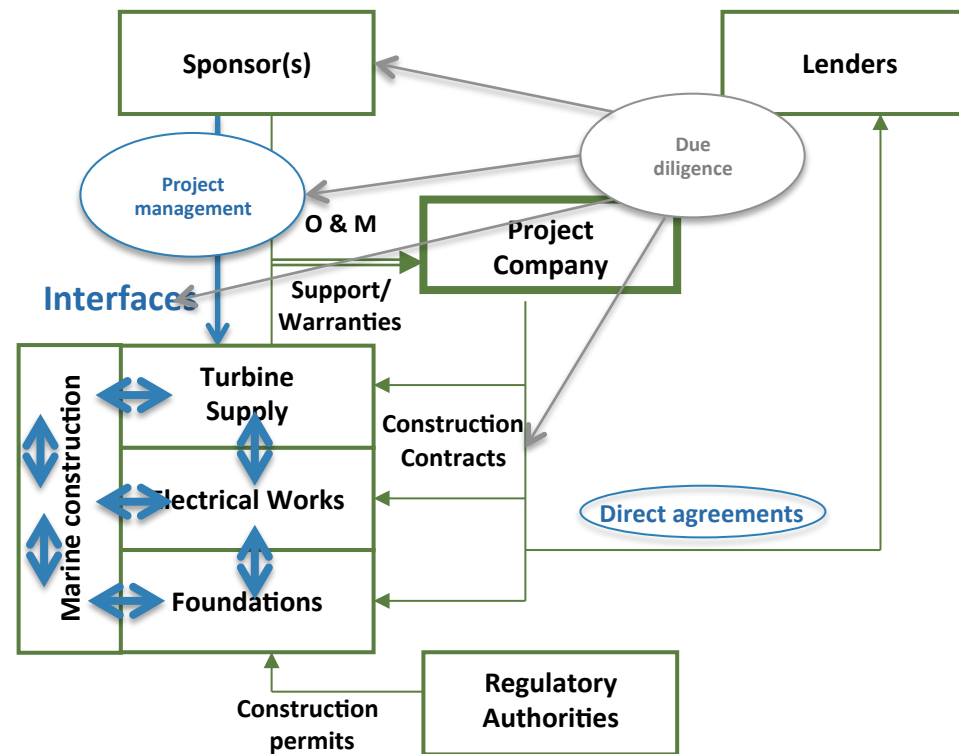 Sponsor(s)
Lenders
Due
diligence
Project
management
O & M
Project
Company
Interfaces
Support/
Warranties
Marine construction
Turbine
Supply
Construction
Contracts
Electrical Works
Direct agreements
Foundations
Regulatory
Authorities
Construction
permits